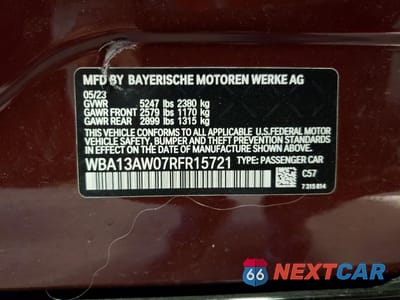 MFD BY BAYERISCHE MOTOREN WERKE AG
05/23
GVWR 5247 lbs 2380 kg
GAWR FRONT 2579 lbs 1170 kg
GAWR REAR 2899 lbs 1315 kg
THIS VEHICLE CONFORMS TO ALL APPLICABLE U.S.FEDERAL MOTOR
VEHICLE SAFETY, BUMPER, AND THEFT PREVENTION STANDARDS
IN EFFECT ON THE DATE OF MANUFACTURE SHOWN ABOVE.
WBA13AW07RFR15721 TYPE: PASSENGER CAR
C57
7 315 814
66 NEXTCAR